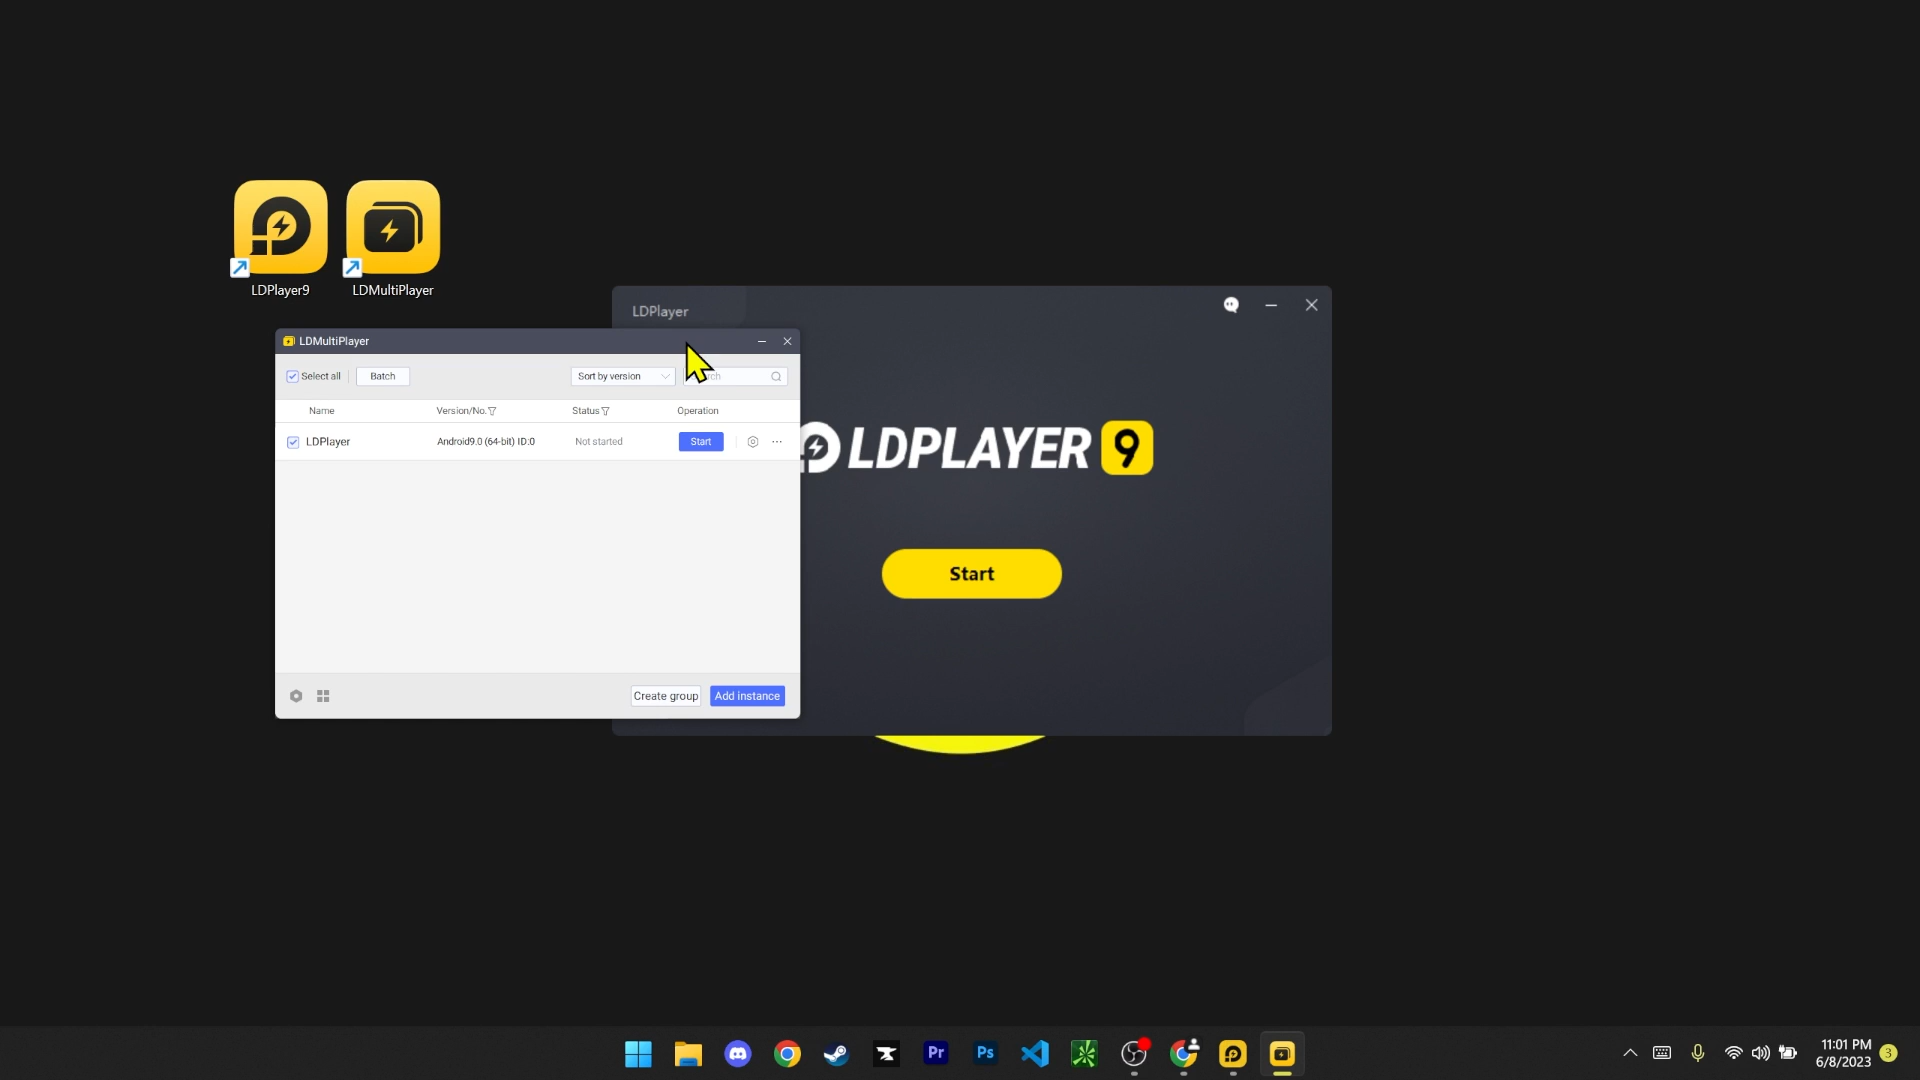 LDPlayer9
LDMultiPlayer
LDPlayer
LDMultiPlayer
Select all
Batch
Sort by version
Name
Version/No.
Status
Operation
LDPlayer
Android9.0 (64-bit) ID:0
Not started
Start
Create group
Add instance
LDPLAYER 9
Start
Pr
Ps
11:01 PM
6/8/2023
3